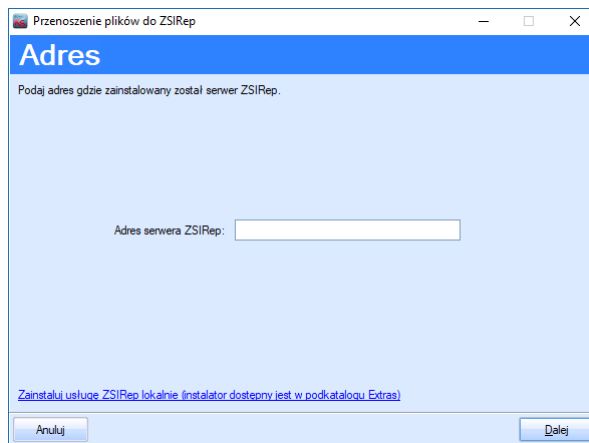 Przenoszenie plików do ZSIRep
Adres
Podaj adres gdzie zainstalowany został serwer ZSIRep.
Adres serwera ZSIRep:
Zainstaluj usługę ZSIRep lokalnie (instalator dostępny jest w podkatalogu Extras)
Anuluj
Dalej